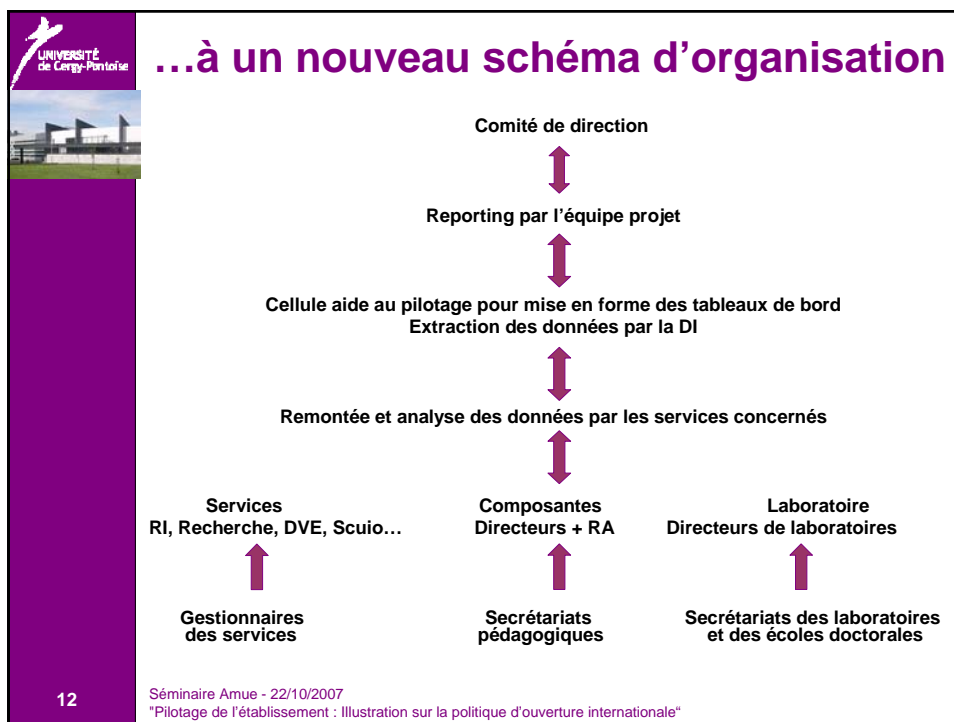 UNIVERSITÉ
de Cergy-Pontoise
…à un nouveau schéma d’organisation
Comité de direction
Reporting par l’équipe projet
Cellule aide au pilotage pour mise en forme des tableaux de bord
Extraction des données par la DI
Remontée et analyse des données par les services concernés
Services
RI, Recherche, DVE, Scuio…
Composantes
Directeurs + RA
Laboratoire
Directeurs de laboratoires
Gestionnaires
des services
Secrétariats
pédagogiques
Secrétariats des laboratoires
et des écoles doctorales
12
Séminaire Amue - 22/10/2007
"Pilotage de l’établissement : Illustration sur la politique d’ouverture internationale“